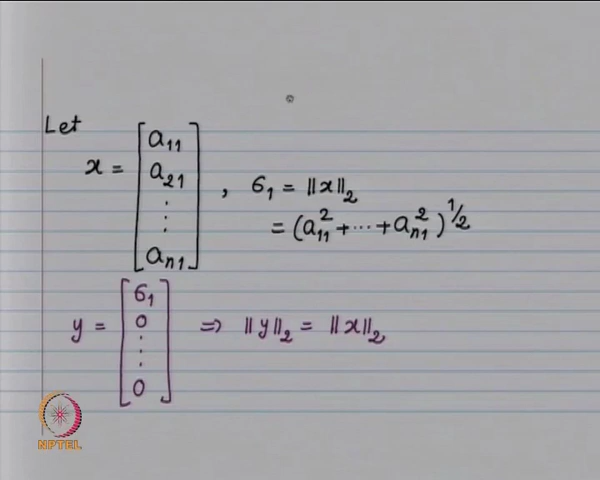 Let
x = [a₁₁ a₂₁ ⋮ aₙ₁] , σ₁ = ||x||₂
= (a₁₁² + ⋯ + aₙ₁²)^{1/2}
y = [σ₁ 0 ⋮ 0] ⇒ ||y||₂ = ||x||₂
NPTEL